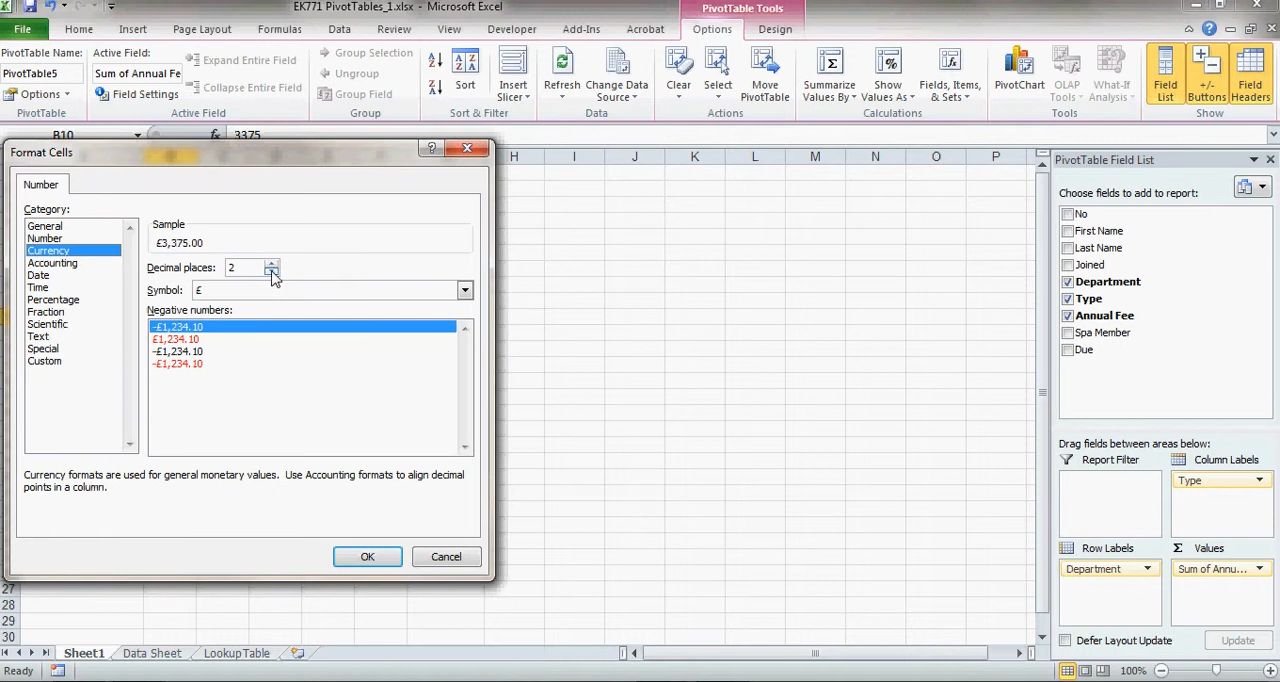 EK771 PivotTables_1.xlsx - Microsoft Excel
PivotTable Tools
File Home Insert Page Layout Formulas Data Review View Developer Add-Ins Acrobat Options Design
PivotTable Name:
PivotTable5
Options
PivotTable
Active Field:
Sum of Annual Fe
Field Settings
Expand Entire Field
Collapse Entire Field
Active Field
Group Selection
Ungroup
Group Field
Group
Sort
Insert Slicer
Sort & Filter
Refresh
Change Data Source
Data
Clear
Select
Move PivotTable
Actions
Summarize Values By
Show Values As
Fields, Items, & Sets
Calculations
PivotChart
OLAP Tools
What-If Analysis
Tools
Field List
+/- Buttons
Field Headers
Show
B10 fx 3375
H I J K L M N O P
Format Cells
Number
Category:
General
Number
Currency
Accounting
Date
Time
Percentage
Fraction
Scientific
Text
Special
Custom
Sample
£3,375.00
Decimal places: 2
Symbol: £
Negative numbers:
-£1,234.10
£1,234.10
-£1,234.10
-£1,234.10
Currency formats are used for general monetary values. Use Accounting formats to align decimal
points in a column.
OK Cancel
27
28
29
30
PivotTable Field List
Choose fields to add to report:
No
First Name
Last Name
Joined
Department
Type
Annual Fee
Spa Member
Due
Drag fields between areas below:
Report Filter
Column Labels
Type
Row Labels
Department
Σ Values
Sum of Annu...
Defer Layout Update
Update
Sheet1 Data Sheet LookupTable
Ready
100%